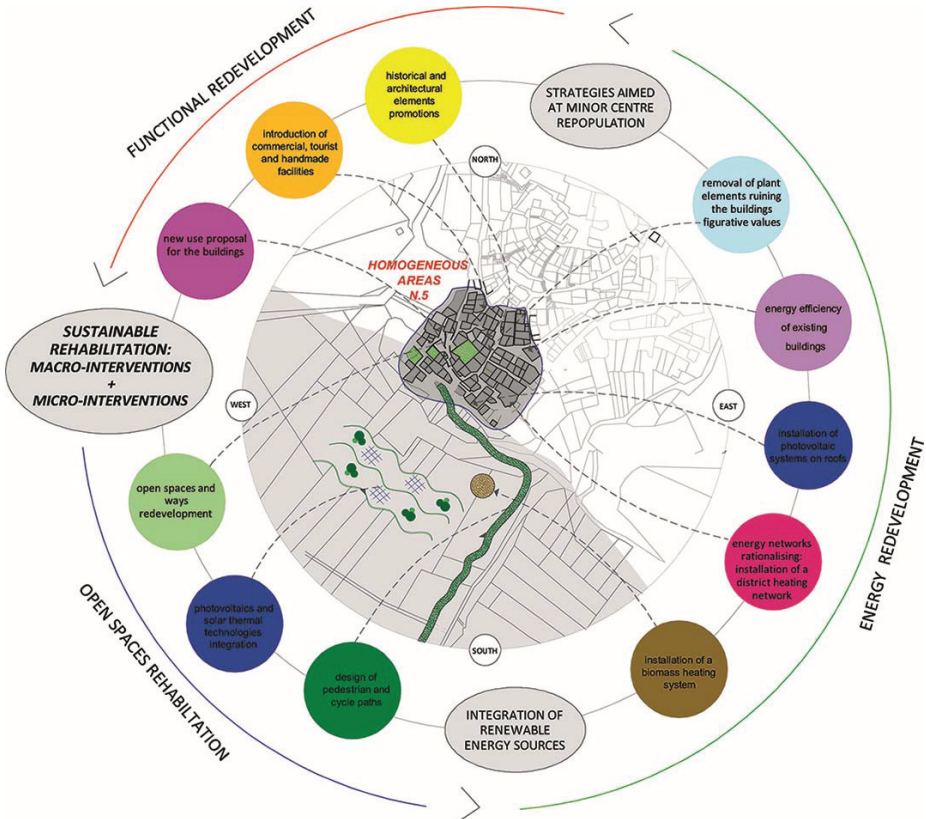 FUNCTIONAL REDEVELOPMENT
historical and
architectural
elements
promotions
STRATEGIES AIMED
AT MINOR CENTRE
REPOPULATION
introduction of
commercial, tourist
and handmade
facilities
NORTH
removal of plant
elements ruining
the buildings
figurative values
new use proposal
for the buildings
HOMOGENEOUS
AREAS
N.5
energy efficiency
of existing
buildings
SUSTAINABLE
REHABILITATION:
MACRO-INTERVENTIONS
+
MICRO-INTERVENTIONS
WEST
EAST
installation of
photovoltaic
systems on roofs
open spaces and
ways
redevelopment
energy networks
rationalising:
installation of a
district heating
network
ENERGY REDEVELOPMENT
photovoltaics and
solar thermal
technologies
integration
OPEN SPACES REHABILTATION
SOUTH
design of
pedestrian and
cycle paths
installation of a
biomass heating
system
INTEGRATION OF
RENEWABLE
ENERGY SOURCES